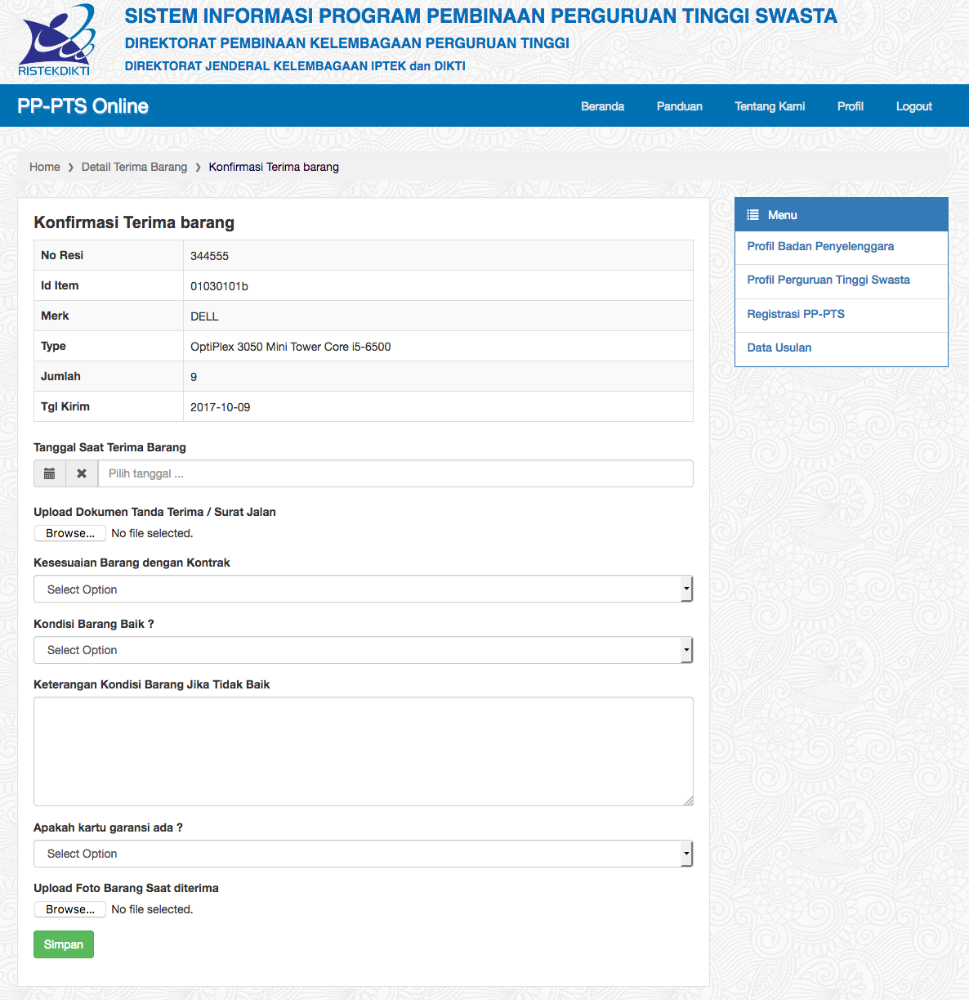 RISTEKDIKTI
SISTEM INFORMASI PROGRAM PEMBINAAN PERGURUAN TINGGI SWASTA
DIREKTORAT PEMBINAAN KELEMBAGAAN PERGURUAN TINGGI
DIREKTORAT JENDERAL KELEMBAGAAN IPTEK dan DIKTI
PP-PTS Online
Beranda Panduan Tentang Kami Profil Logout
Home ❯ Detail Terima Barang ❯ Konfirmasi Terima barang
Konfirmasi Terima barang
No Resi 344555
Id Item 01030101b
Merk DELL
Type OptiPlex 3050 Mini Tower Core i5-6500
Jumlah 9
Tgl Kirim 2017-10-09
Tanggal Saat Terima Barang
Pilih tanggal ...
Upload Dokumen Tanda Terima / Surat Jalan
Browse... No file selected.
Kesesuaian Barang dengan Kontrak
Select Option
Kondisi Barang Baik ?
Select Option
Keterangan Kondisi Barang Jika Tidak Baik
Apakah kartu garansi ada ?
Select Option
Upload Foto Barang Saat diterima
Browse... No file selected.
Simpan
Menu
Profil Badan Penyelenggara
Profil Perguruan Tinggi Swasta
Registrasi PP-PTS
Data Usulan